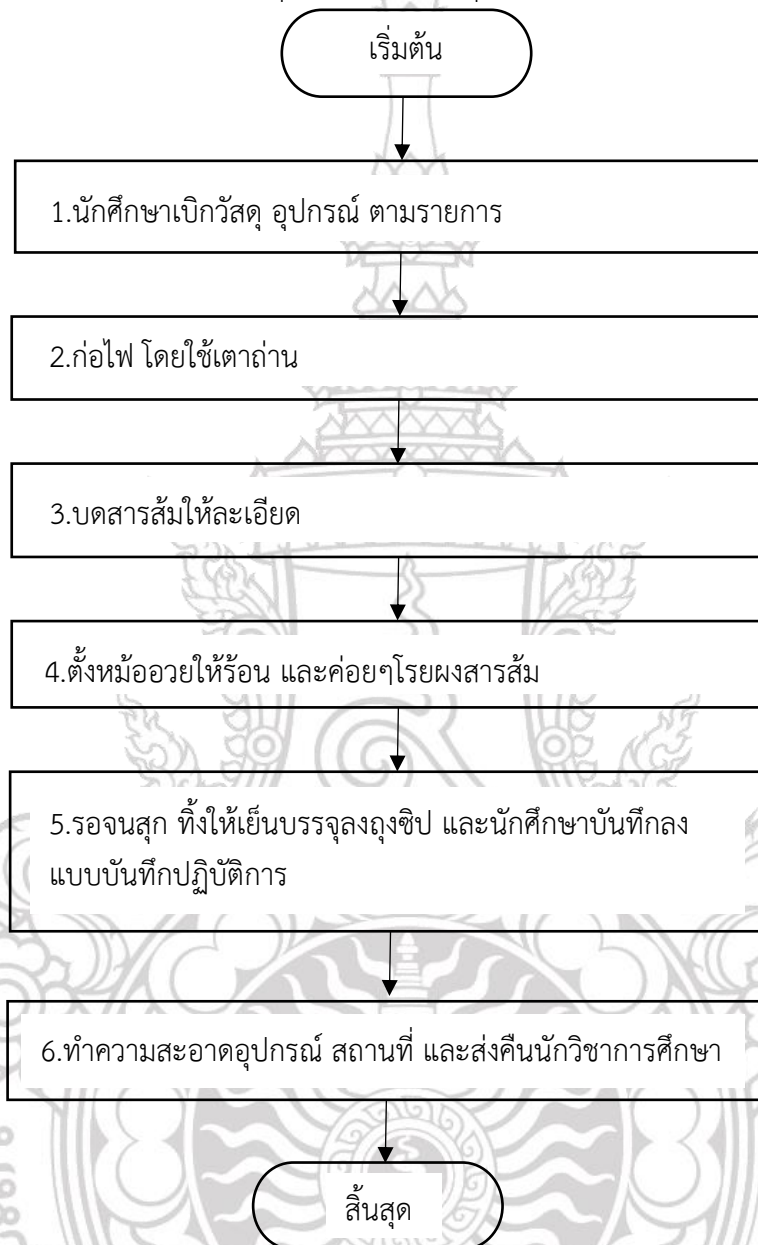 เริ่มต้น
1.นักศึกษาเบิกวัสดุ อุปกรณ์ ตามรายการ
2.ก่อไฟ โดยใช้เตาถ่าน
3.บดสารส้มให้ละเอียด
4.ตั้งหม้ออวยให้ร้อน และค่อยๆโรยผงสารส้ม
5.รอจนสุก ทิ้งให้เย็นบรรจุลงถุงซิป และนักศึกษาบันทึกลง
แบบบันทึกปฏิบัติการ
6.ทำความสะอาดอุปกรณ์ สถานที่ และส่งคืนนักวิชาการศึกษา
สิ้นสุด